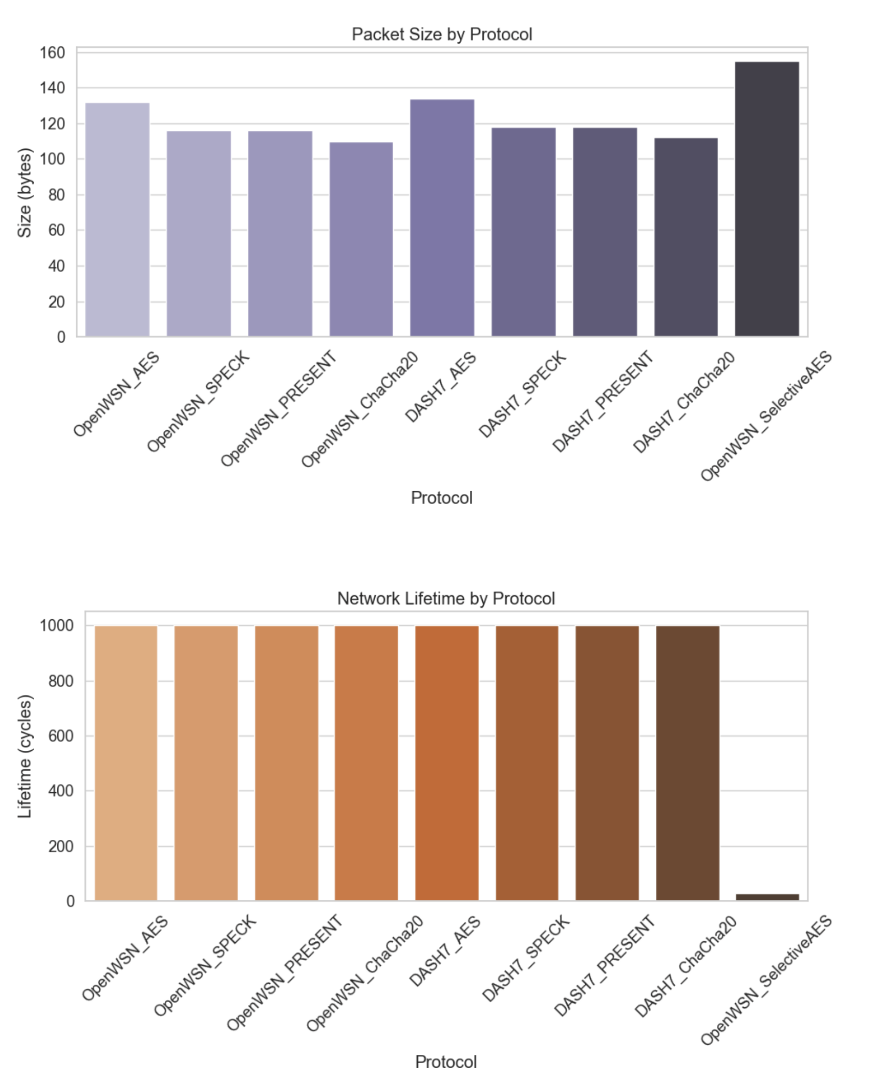 Packet Size by Protocol
160
140
120
100
80
60
40
20
0
Size (bytes)
OpenWSN_AES
OpenWSN_SPECK
OpenWSN_PRESENT
OpenWSN_ChaCha20
DASH7_AES
DASH7_SPECK
DASH7_PRESENT
DASH7_ChaCha20
OpenWSN_SelectiveAES
Protocol
Network Lifetime by Protocol
1000
800
600
400
200
0
Lifetime (cycles)
OpenWSN_AES
OpenWSN_SPECK
OpenWSN_PRESENT
OpenWSN_ChaCha20
DASH7_AES
DASH7_SPECK
DASH7_PRESENT
DASH7_ChaCha20
OpenWSN_SelectiveAES
Protocol